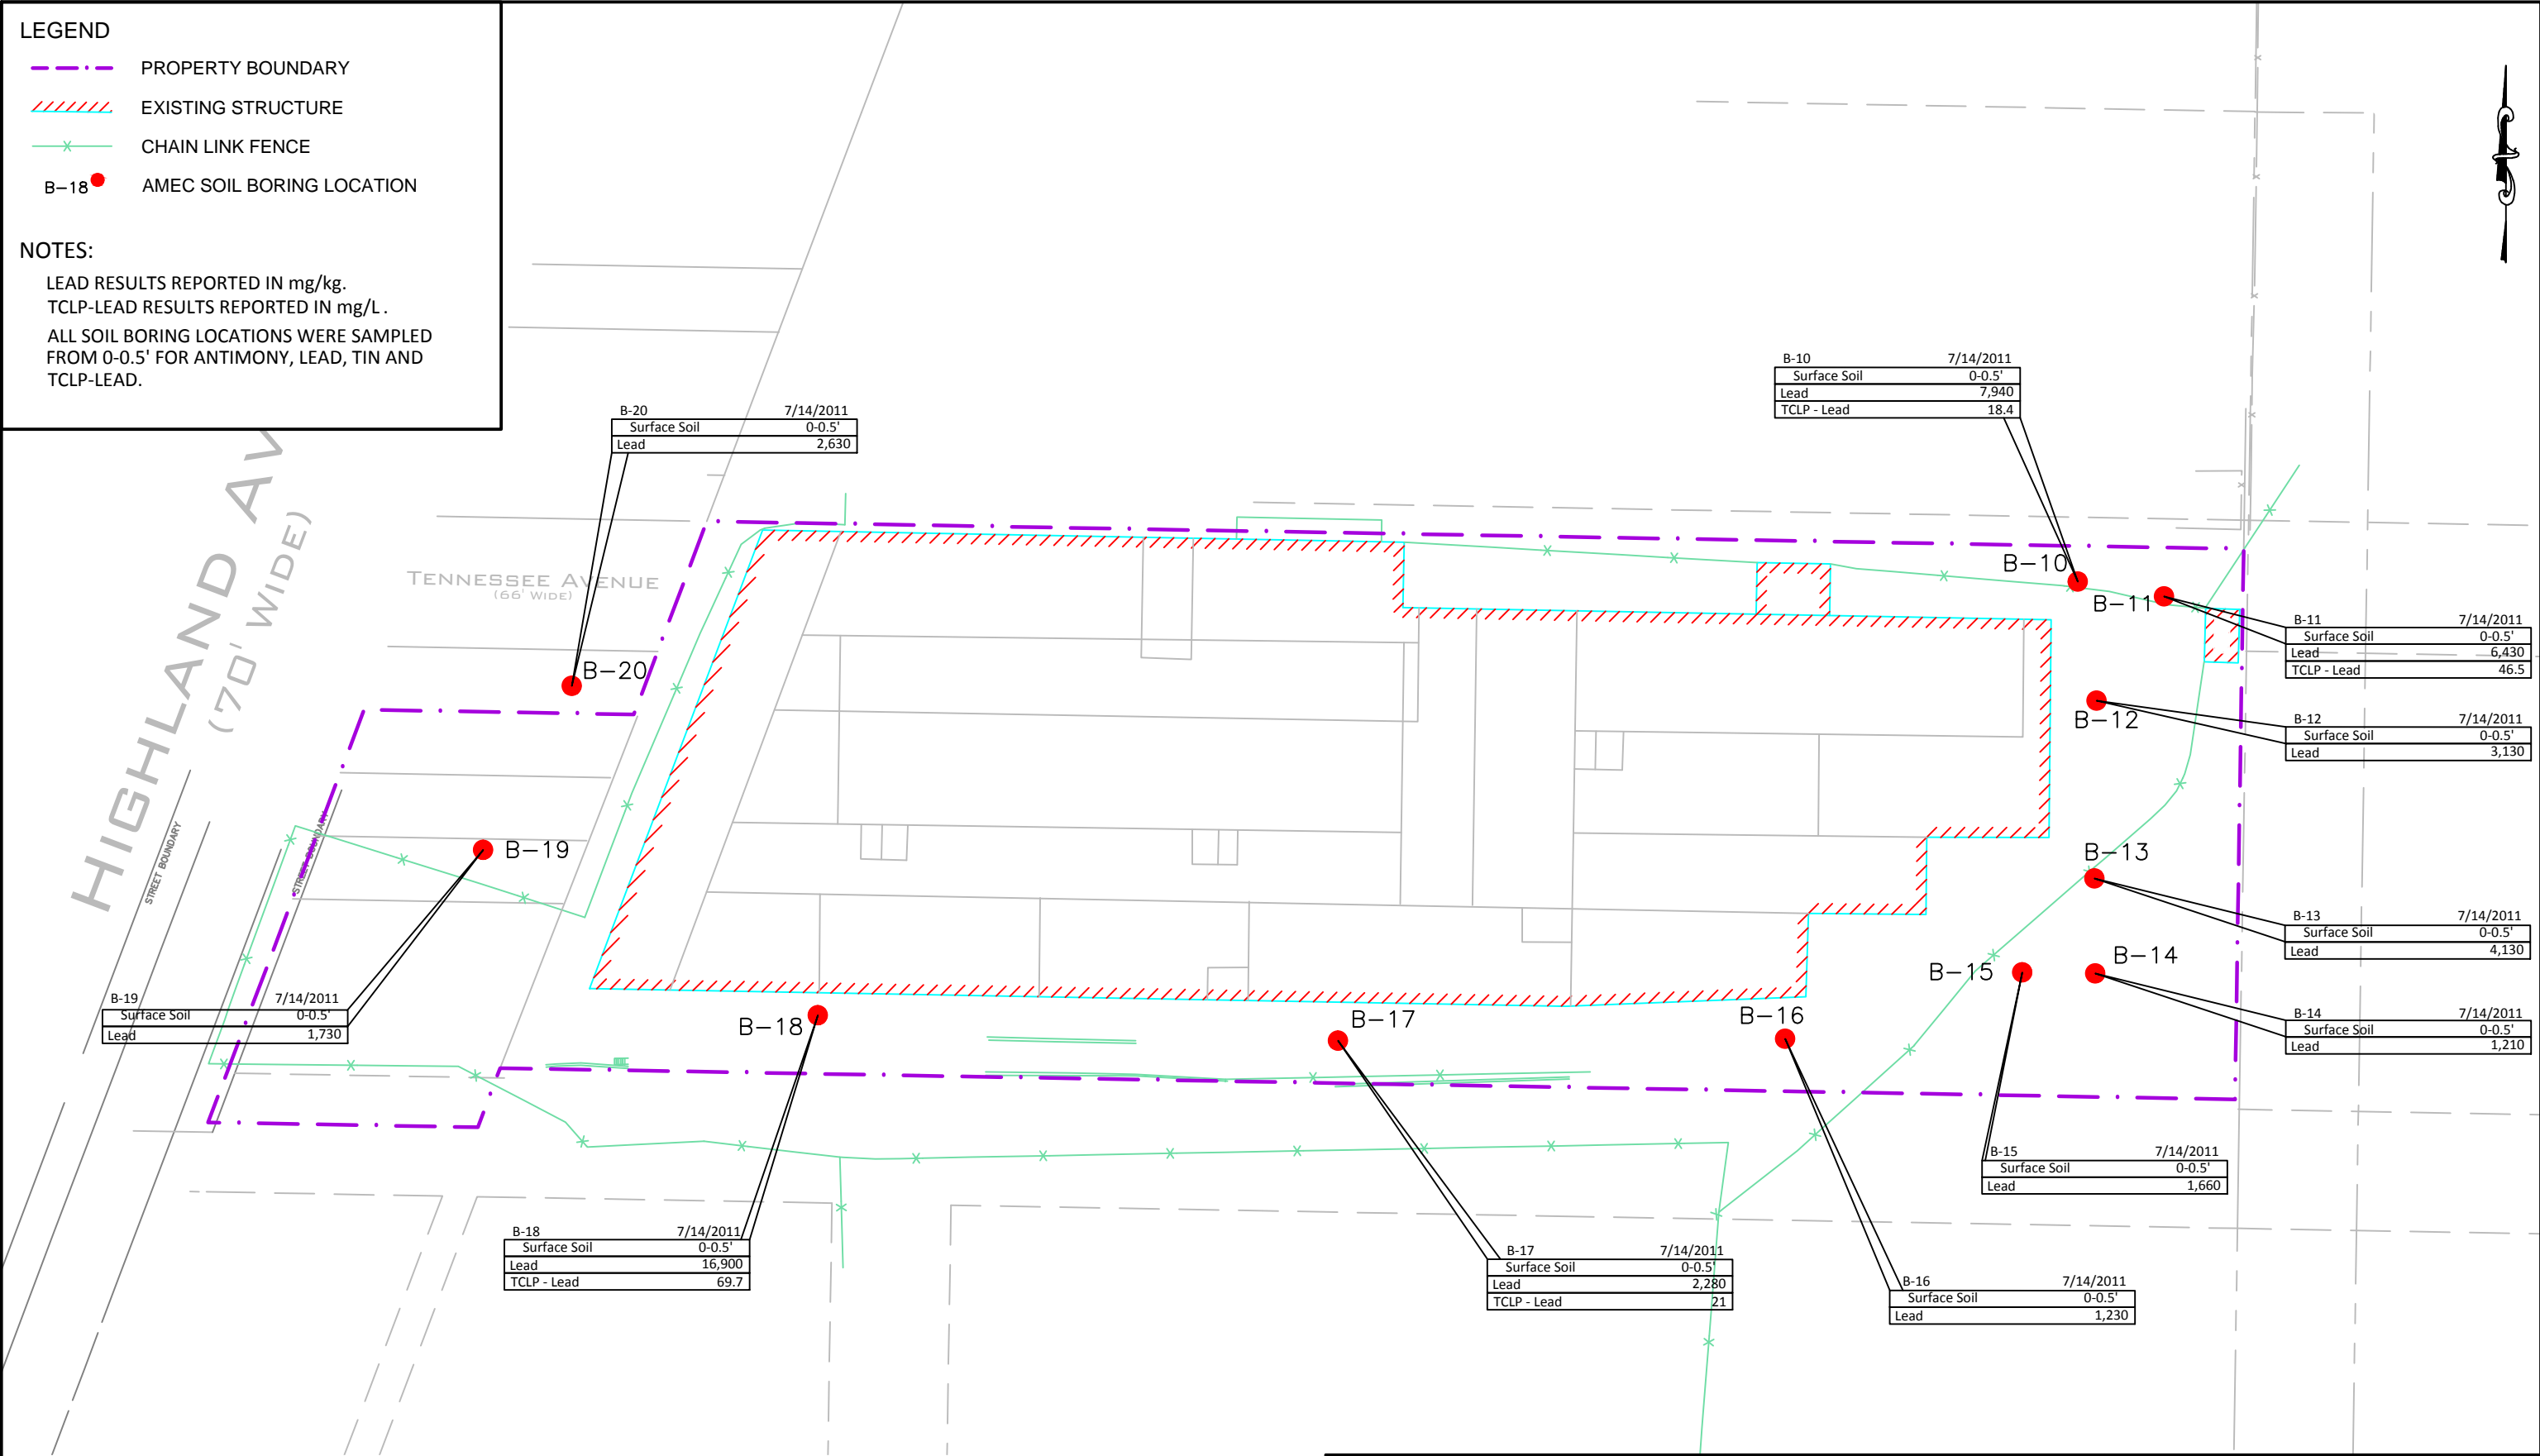 LEGEND
PROPERTY BOUNDARY
EXISTING STRUCTURE
CHAIN LINK FENCE
B-18 AMEC SOIL BORING LOCATION
NOTES:
LEAD RESULTS REPORTED IN mg/kg.
TCLP-LEAD RESULTS REPORTED IN mg/L.
ALL SOIL BORING LOCATIONS WERE SAMPLED
FROM 0-0.5' FOR ANTIMONY, LEAD, TIN AND
TCLP-LEAD.
HIGHLAND AV
(70' WIDE)
TENNESSEE AVENUE
(66' WIDE)
STREET BOUNDARY
STREET BOUNDARY
B-20 7/14/2011
Surface Soil 0-0.5'
Lead 2,630
B-10 7/14/2011
Surface Soil 0-0.5'
Lead 7,940
TCLP - Lead 18.4
B-10
B-11
B-11 7/14/2011
Surface Soil 0-0.5'
Lead 6,430
TCLP - Lead 46.5
B-20
B-12
B-12 7/14/2011
Surface Soil 0-0.5'
Lead 3,130
B-19
B-13
B-13 7/14/2011
Surface Soil 0-0.5'
Lead 4,130
B-15
B-14
B-14 7/14/2011
Surface Soil 0-0.5'
Lead 1,210
B-19 7/14/2011
Surface Soil 0-0.5'
Lead 1,730
B-18
B-17
B-16
B-15 7/14/2011
Surface Soil 0-0.5'
Lead 1,660
B-18 7/14/2011
Surface Soil 0-0.5'
Lead 16,900
TCLP - Lead 69.7
B-17 7/14/2011
Surface Soil 0-0.5'
Lead 2,280
TCLP - Lead 21
B-16 7/14/2011
Surface Soil 0-0.5'
Lead 1,230